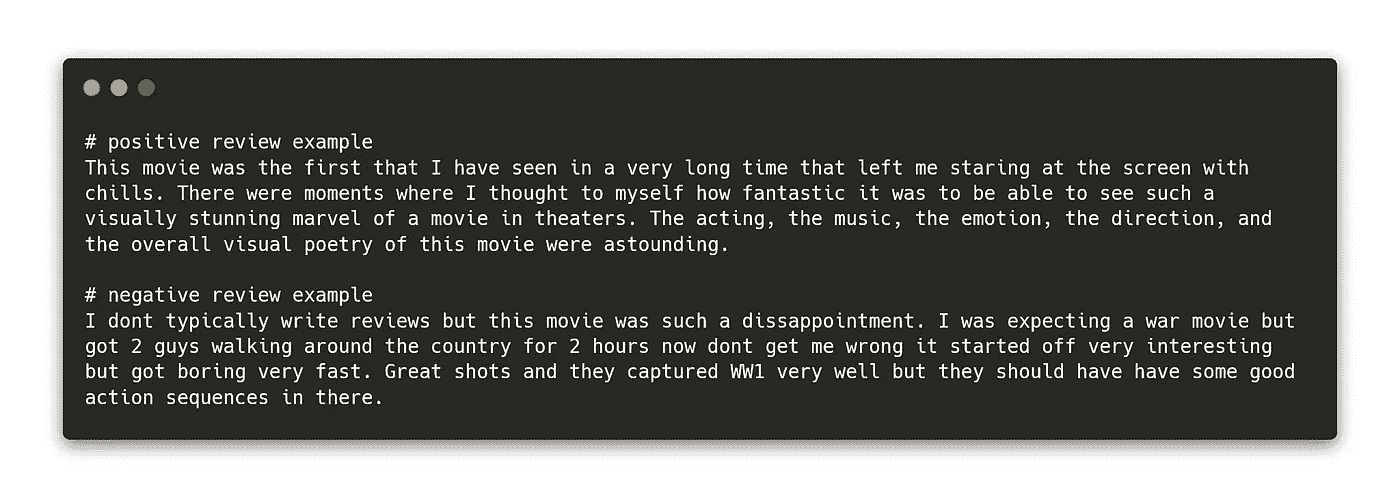 # positive review example
This movie was the first that I have seen in a very long time that left me staring at the screen with
chills. There were moments where I thought to myself how fantastic it was to be able to see such a
visually stunning marvel of a movie in theaters. The acting, the music, the emotion, the direction, and
the overall visual poetry of this movie were astounding.
# negative review example
I dont typically write reviews but this movie was such a dissappointment. I was expecting a war movie but
got 2 guys walking around the country for 2 hours now dont get me wrong it started off very interesting
but got boring very fast. Great shots and they captured WW1 very well but they should have have some good
action sequences in there.